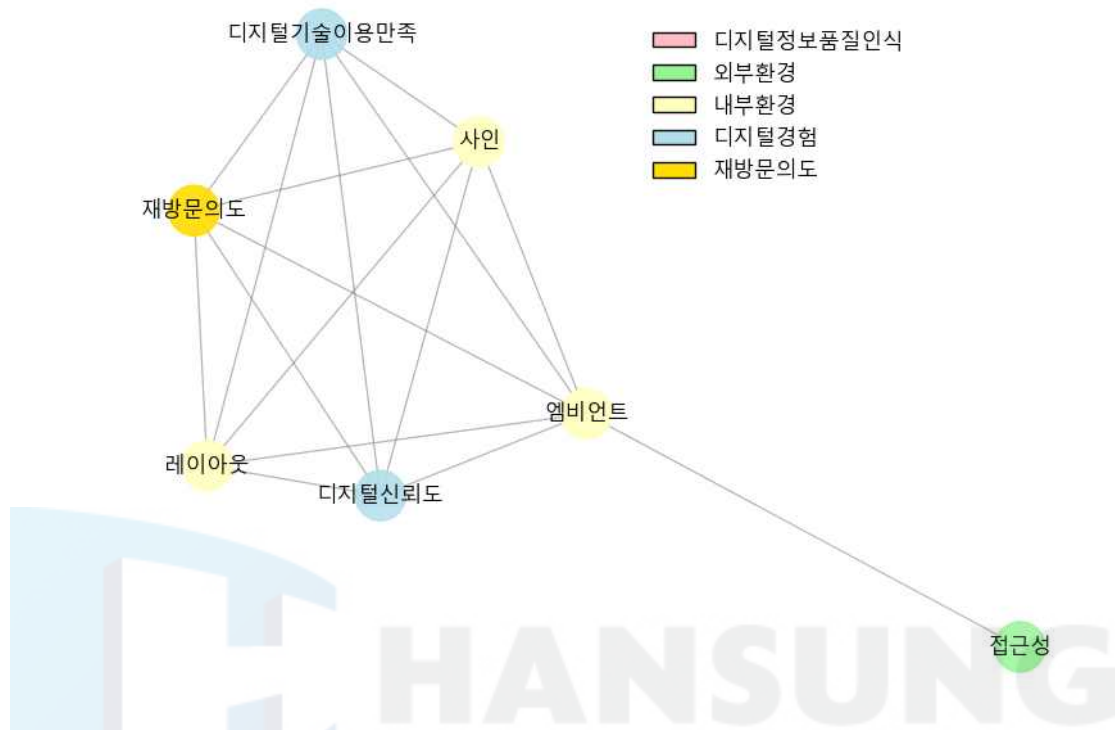 디지털기술이용만족
디지털정보품질인식
외부환경
내부환경
디지털경험
재방문의도
사인
재방문의도
엠비언트
레이아웃
디지털신뢰도
접근성
HANSUNG